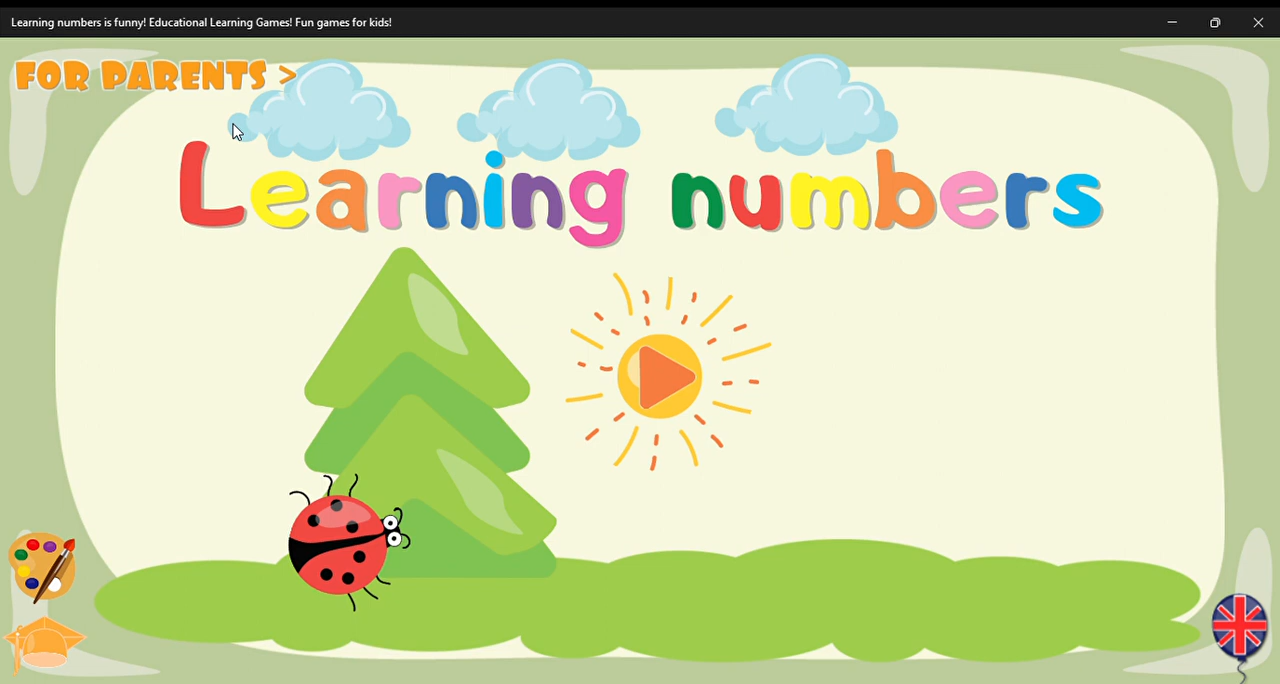 Learning numbers is funny! Educational Learning Games! Fun games for kids!
FOR PARENTS >
Learning numbers